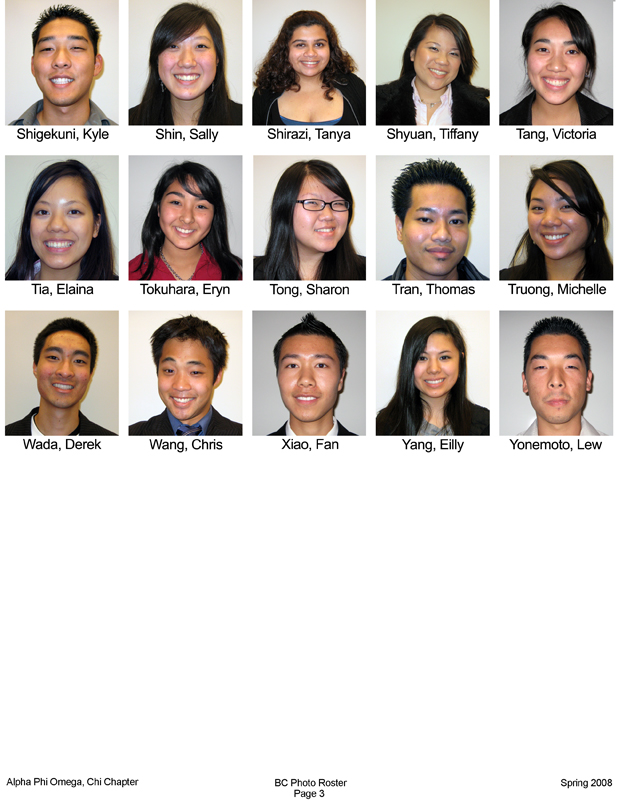 Shigekuni, Kyle
Shin, Sally
Shirazi, Tanya
Shyuan, Tiffany
Tang, Victoria
Tia, Elaina
Tokuhara, Eryn
Tong, Sharon
Tran, Thomas
Truong, Michelle
Wada, Derek
Wang, Chris
Xiao, Fan
Yang, Eilly
Yonemoto, Lew
Alpha Phi Omega, Chi Chapter
BC Photo Roster
Page 3
Spring 2008